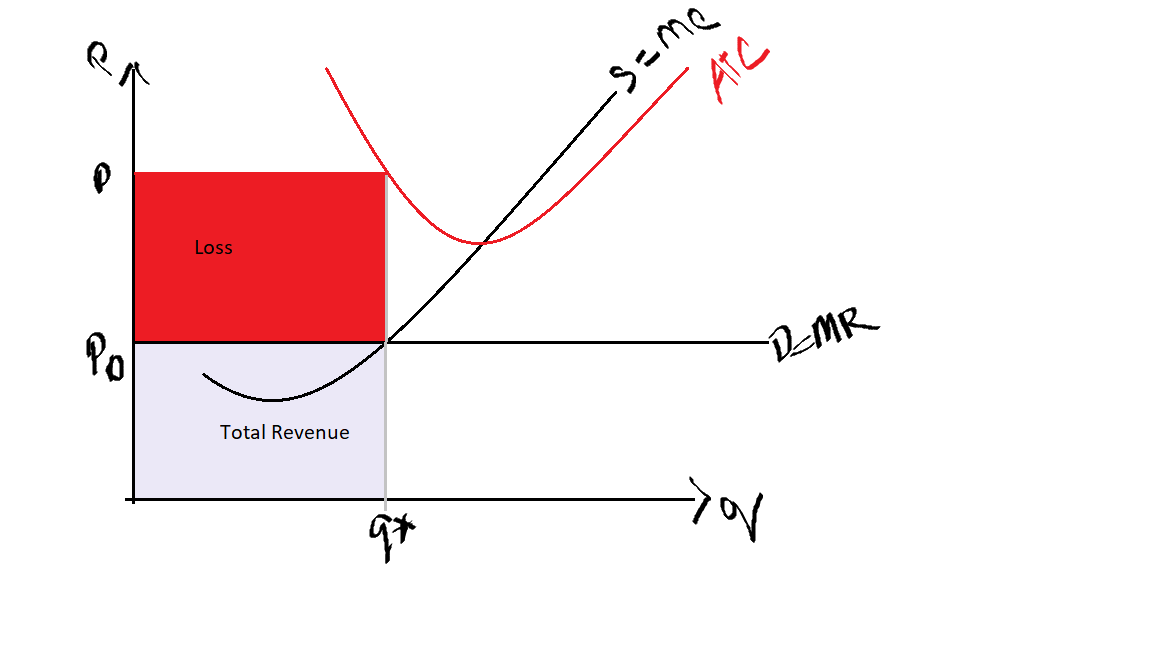 P
S=MC
ATC
P
Loss
P0
D=MR
Total Revenue
q
q*